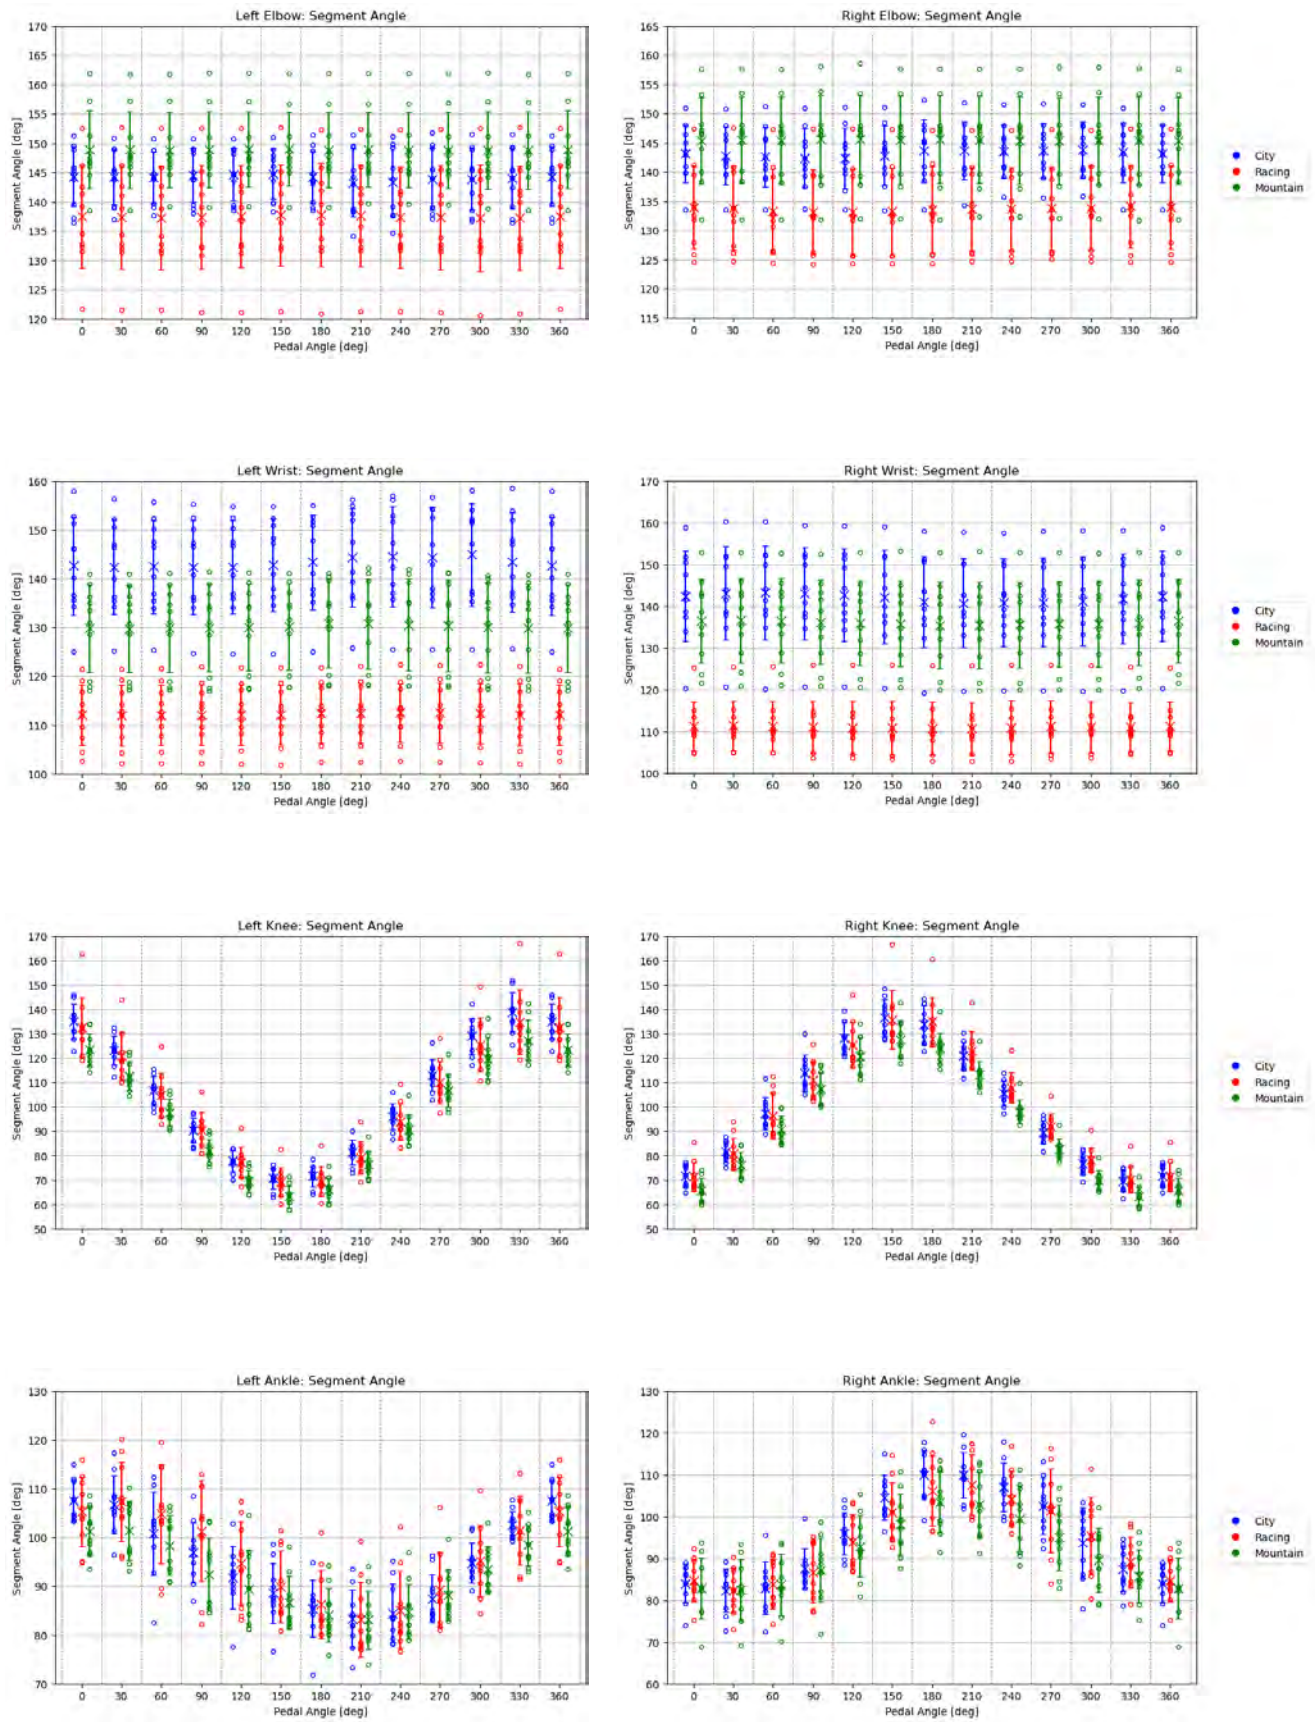 Left Elbow: Segment Angle
Segment Angle [deg]
170
165
160
155
150
145
140
135
130
125
120
0 30 60 90 120 150 180 210 240 270 300 330 360
Pedal Angle [deg]
Right Elbow: Segment Angle
Segment Angle [deg]
165
160
155
150
145
140
135
130
125
120
115
0 30 60 90 120 150 180 210 240 270 300 330 360
Pedal Angle [deg]
City
Racing
Mountain
Left Wrist: Segment Angle
Segment Angle [deg]
160
150
140
130
120
110
100
0 30 60 90 120 150 180 210 240 270 300 330 360
Pedal Angle [deg]
Right Wrist: Segment Angle
Segment Angle [deg]
170
160
150
140
130
120
110
100
0 30 60 90 120 150 180 210 240 270 300 330 360
Pedal Angle [deg]
City
Racing
Mountain
Left Knee: Segment Angle
Segment Angle [deg]
170
160
150
140
130
120
110
100
90
80
70
60
50
0 30 60 90 120 150 180 210 240 270 300 330 360
Pedal Angle [deg]
Right Knee: Segment Angle
Segment Angle [deg]
170
160
150
140
130
120
110
100
90
80
70
60
50
0 30 60 90 120 150 180 210 240 270 300 330 360
Pedal Angle [deg]
City
Racing
Mountain
Left Ankle: Segment Angle
Segment Angle [deg]
130
120
110
100
90
80
70
0 30 60 90 120 150 180 210 240 270 300 330 360
Pedal Angle [deg]
Right Ankle: Segment Angle
Segment Angle [deg]
130
120
110
100
90
80
70
60
0 30 60 90 120 150 180 210 240 270 300 330 360
Pedal Angle [deg]
City
Racing
Mountain